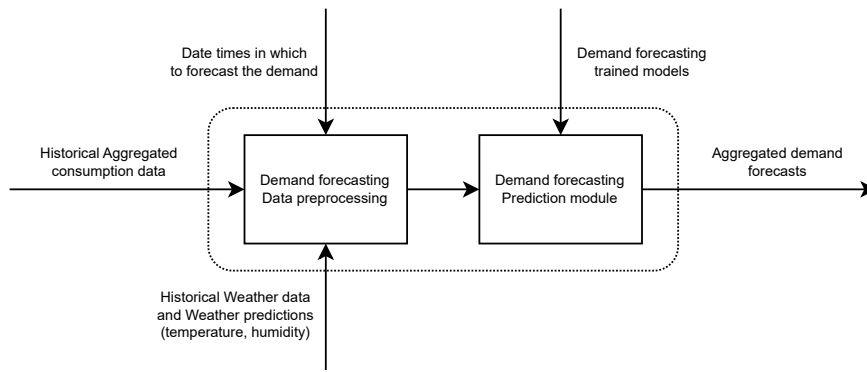 Date times in which
to forecast the demand
Demand forecasting
trained models
Historical Aggregated
consumption data
Demand forecasting
Data preprocessing
Demand forecasting
Prediction module
Aggregated demand
forecasts
Historical Weather data
and Weather predictions
(temperature, humidity)